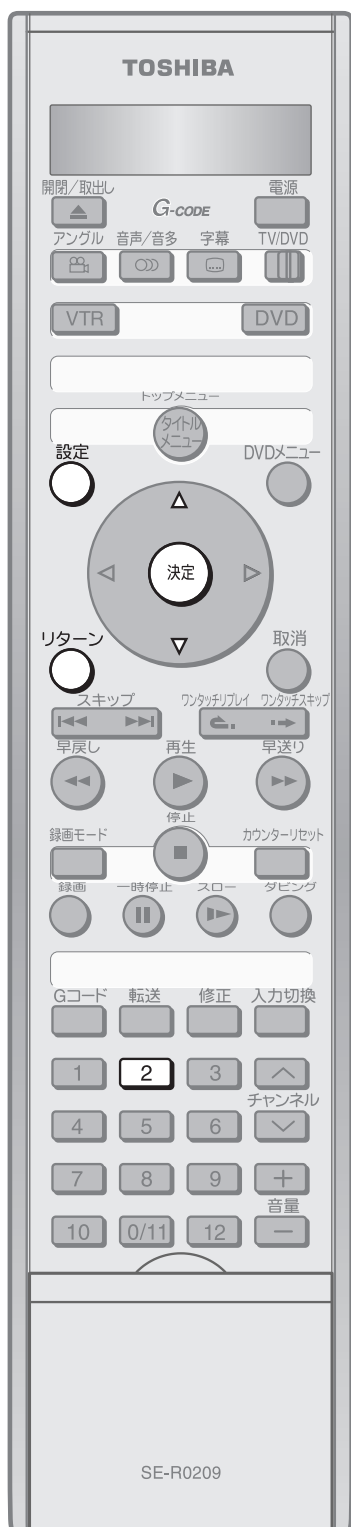 TOSHIBA
開閉/取出し
G-CODE
電源
アングル 音声/音多 字幕 TV/DVD
VTR DVD
トップメニュー
タイトル
メニュー
設定
DVDメニュー
決定
リターン
取消
スキップ ワンタッチリプレイ ワンタッチスキップ
早戻し 再生 早送り
停止
録画モード カウンターリセット
録画 一時停止 スロー ダビング
Gコード 転送 修正 入力切換
1 2 3
チャンネル
4 5 6
7 8 9 +
音量
10 0/11 12 −
SE-R0209